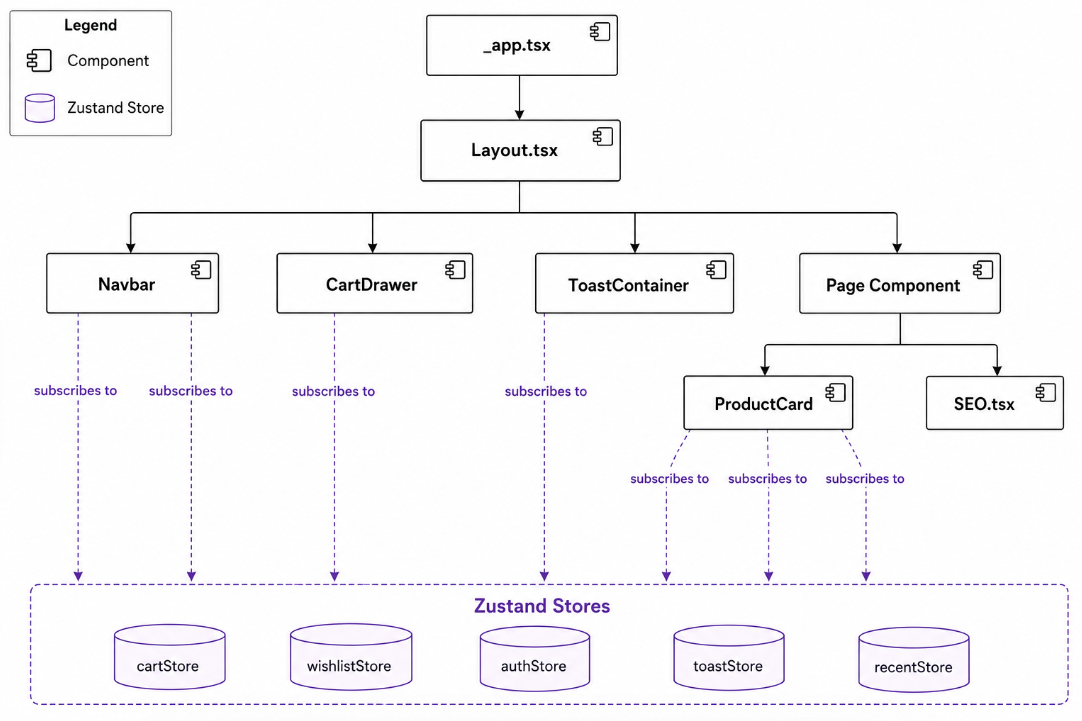 Legend
Component
Zustand Store
_app.tsx
Layout.tsx
Navbar
CartDrawer
ToastContainer
Page Component
ProductCard
SEO.tsx
subscribes to
subscribes to
subscribes to
subscribes to
subscribes to
subscribes to
subscribes to
Zustand Stores
cartStore
wishlistStore
authStore
toastStore
recentStore